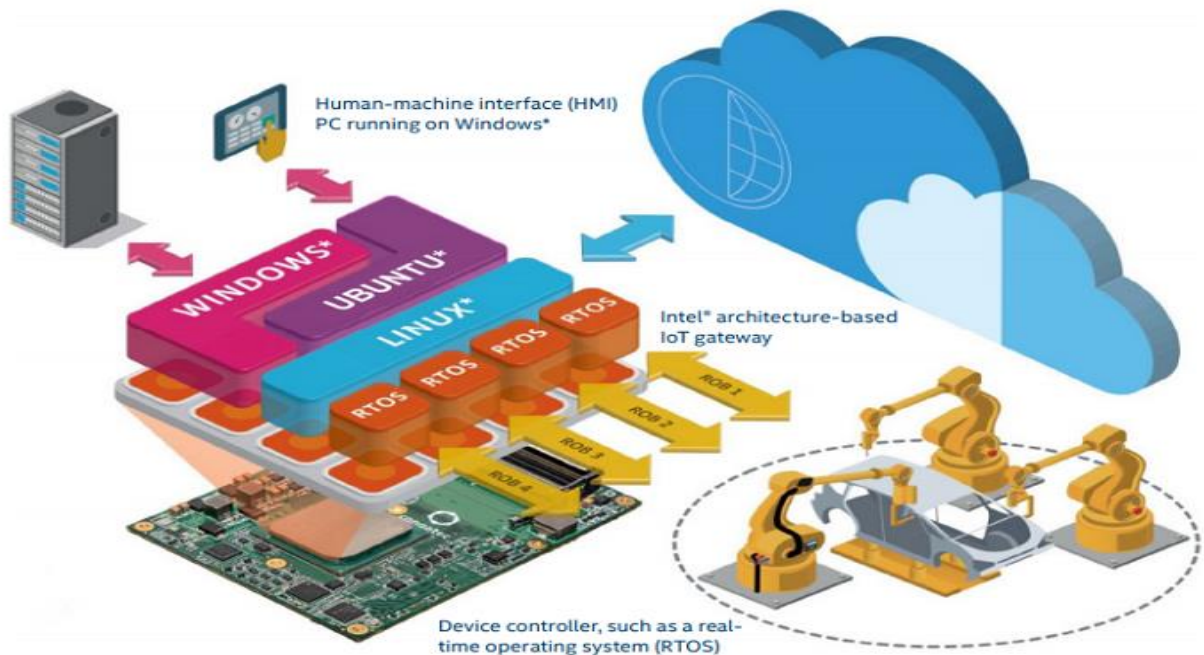 Human-machine interface (HMI)
PC running on Windows*
WINDOWS*
UBUNTU*
LINUX*
RTOS
RTOS
RTOS
RTOS
Intel® architecture-based
IoT gateway
ROB 1
ROB 2
ROB 3
ROB 4
Device controller, such as a real-
time operating system (RTOS)